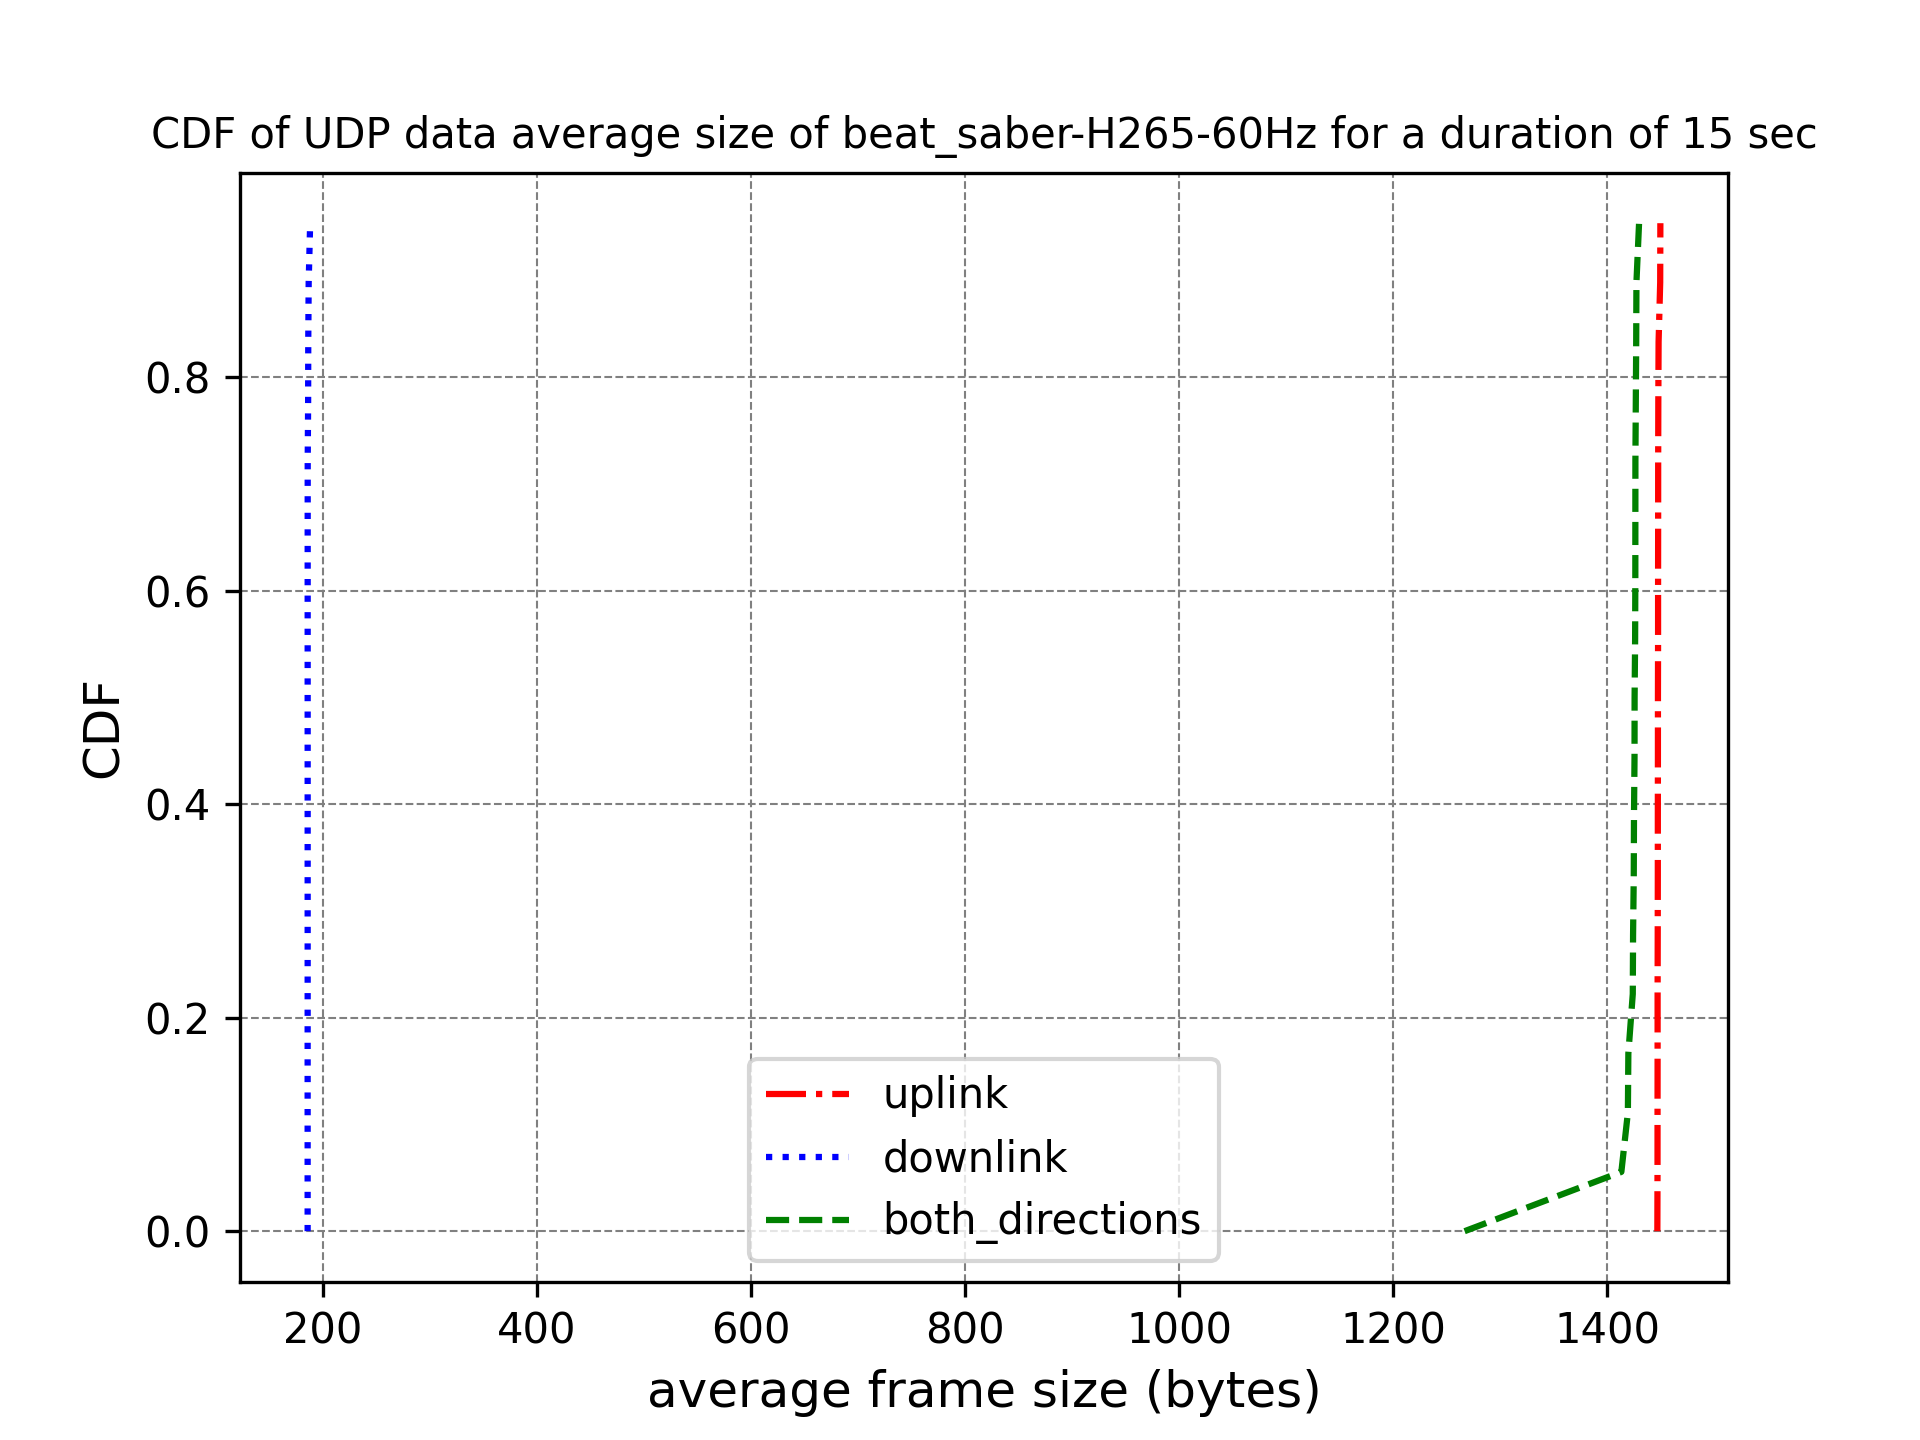 CDF of UDP data average size of beat_saber-H265-60Hz for a duration of 15 sec
CDF
0.8
0.6
0.4
0.2
0.0
uplink
downlink
both_directions
200 400 600 800 1000 1200 1400
average frame size (bytes)